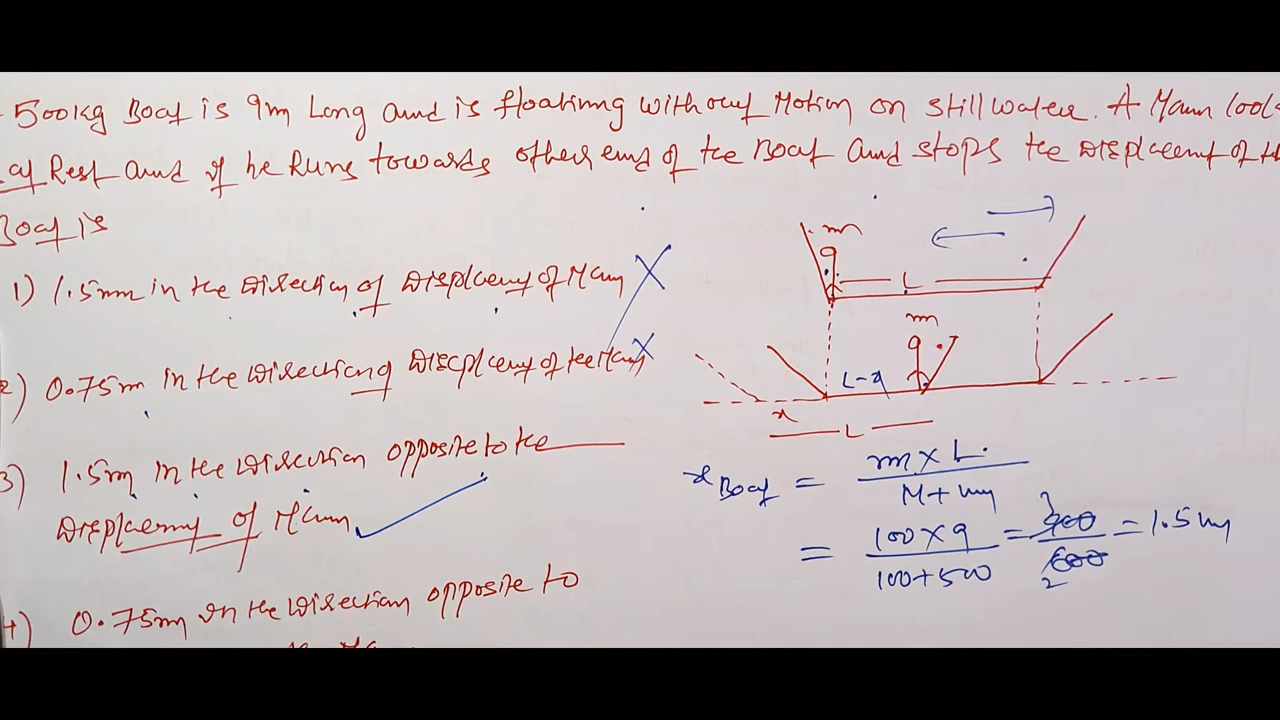 500kg Boat is 9m Long and is floating without Motion on still water. A Man 100
at Rest and if he Runs towards other end of the Boat and stops the Displacement of the
Boat is
1) 1.5m in the Direction of Displacement of Man
2) 0.75m in the Direction of Displacement of the Man
3) 1.5m in the Direction opposite to the
Displacement of Man
4) 0.75m in the Direction opposite to
m
L
m
L-x
x
L
x Boat = m × L / M + m
= 100 × 9 / 100 + 500 = 900 / 600 = 1.5m
3
2